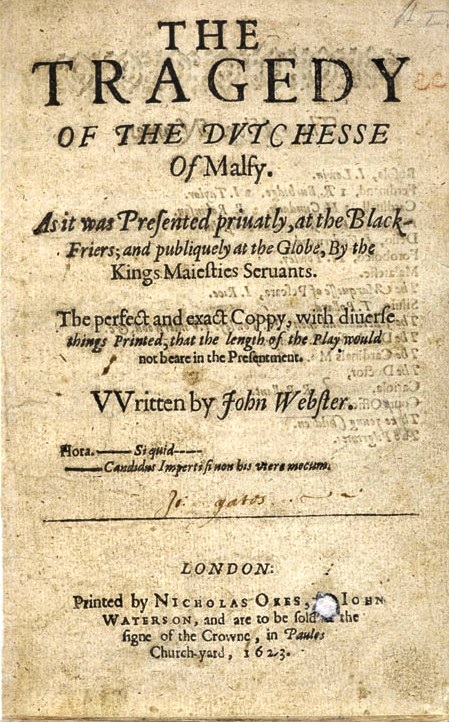 THE
TRAGEDY
OF THE DVTCHESSE
Of Malfy.
As it was Preſented priuatly, at the Black-
Friers; and publiquely at the Globe, By the
Kings Maieſties Seruants.
The perfect and exact Coppy, with diuerſe
things Printed, that the length of the Play would
not beare in the Preſentment.
VVritten by John Webſter.
Hora.——Si quid----
——Candidus Imperti ſi non his vtere mecum.
LONDON:
Printed by NICHOLAS OKES, IOHN
WATERSON, and are to be ſold the
ſigne of the Crowne, in Paules
Church-yard, 1623.